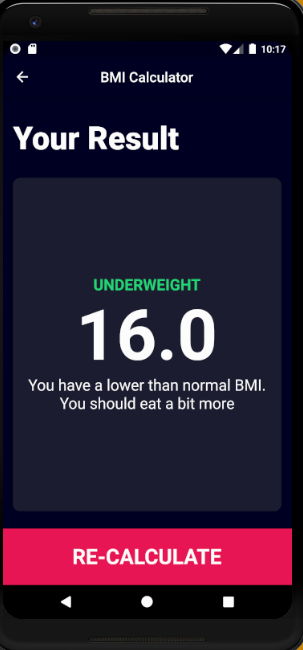 10:17
BMI Calculator
Your Result
UNDERWEIGHT
16.0
You have a lower than normal BMI.
You should eat a bit more
RE-CALCULATE